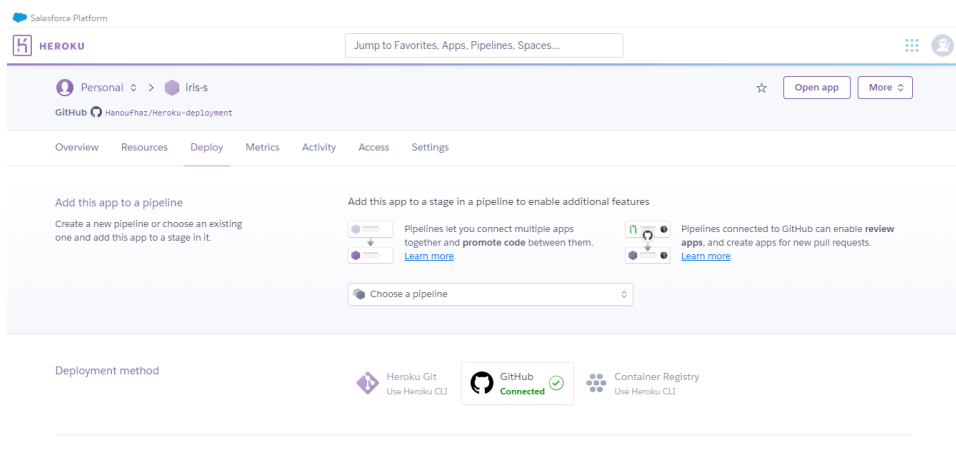 Salesforce Platform
HEROKU
Jump to Favorites, Apps, Pipelines, Spaces...
Personal > iris-s
Open app
More
GitHub Hanoufhaz/Heroku-deployment
Overview Resources Deploy Metrics Activity Access Settings
Add this app to a pipeline
Create a new pipeline or choose an existing
one and add this app to a stage in it.
Add this app to a stage in a pipeline to enable additional features
Pipelines let you connect multiple apps
together and promote code between them.
Learn more.
Pipelines connected to GitHub can enable review
apps, and create apps for new pull requests.
Learn more.
Choose a pipeline
Deployment method
Heroku Git
Use Heroku CLI
GitHub
Connected
Container Registry
Use Heroku CLI